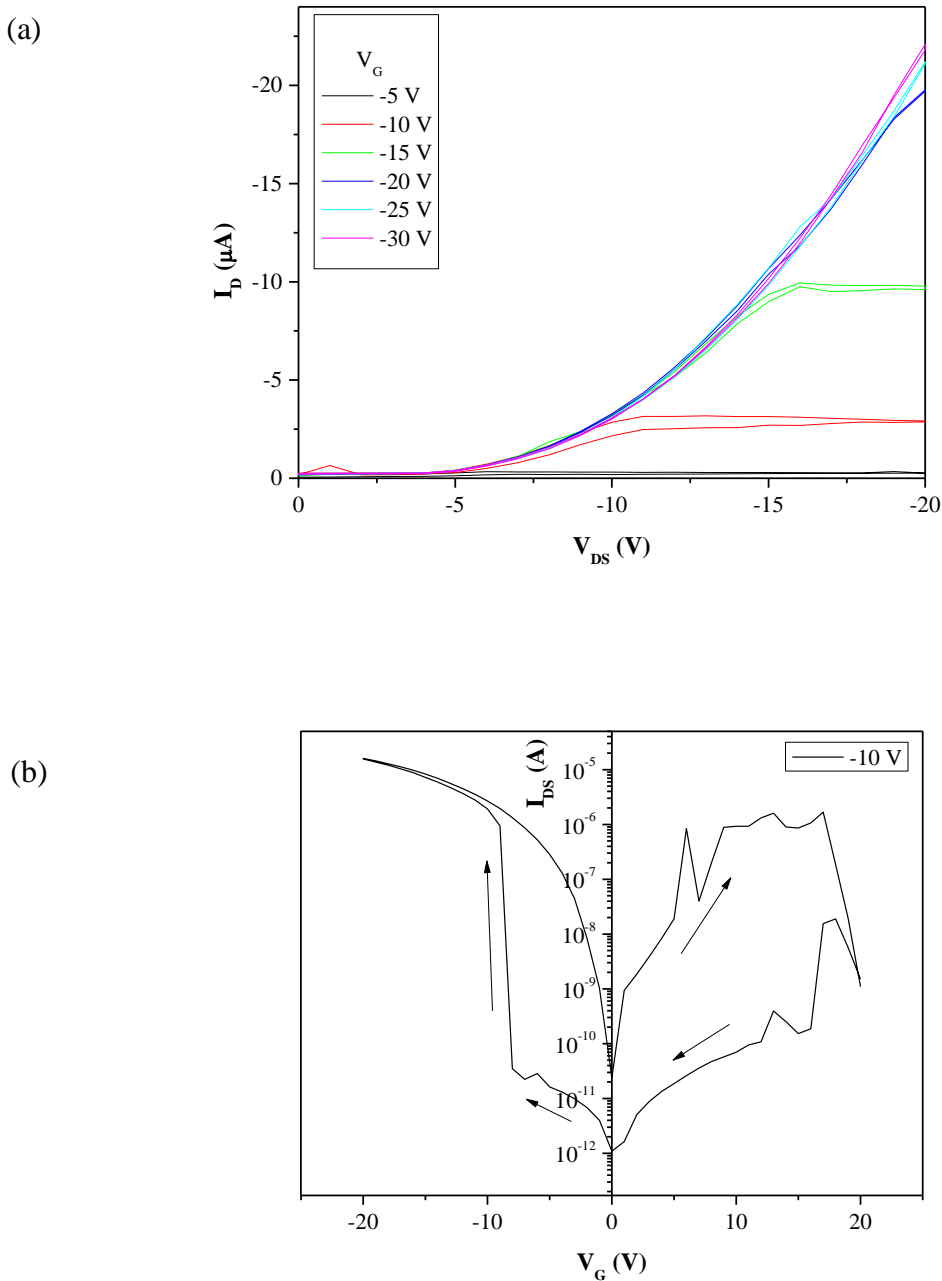 (a)
V_G
-5 V
-10 V
-15 V
-20 V
-25 V
-30 V
-20
-15
-10
-5
0
I_D (µA)
0 -5 -10 -15 -20
V_DS (V)
(b)
I_DS (A)
-10 V
10^-5
10^-6
10^-7
10^-8
10^-9
10^-10
10^-11
10^-12
-20 -10 0 10 20
V_G (V)